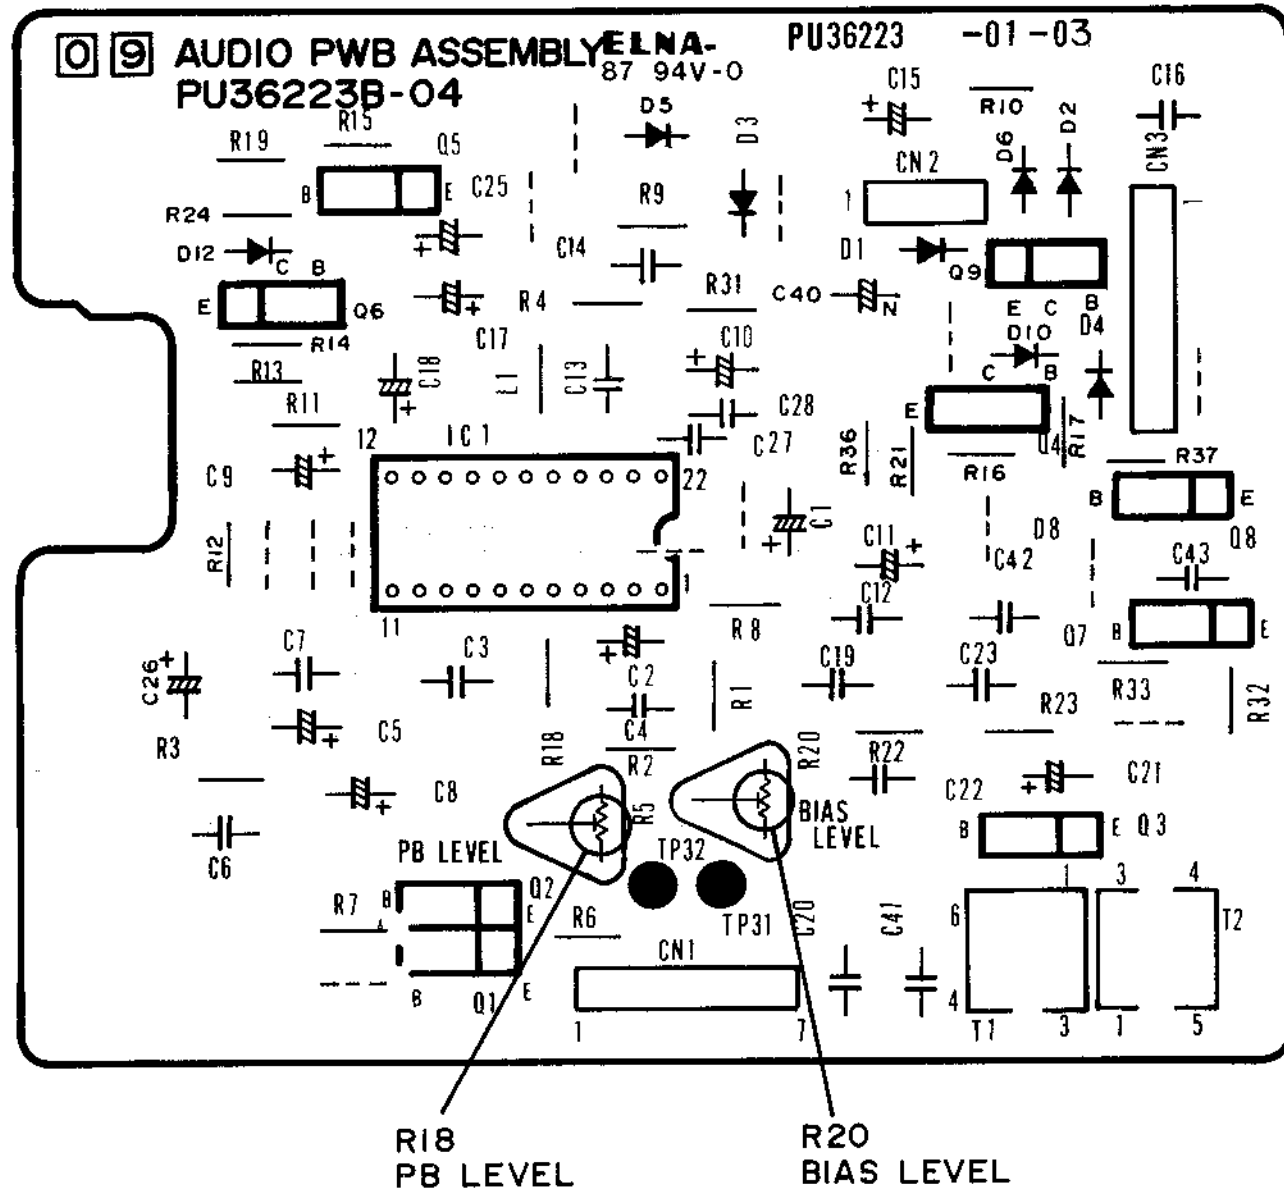 0 9 AUDIO PWB ASSEMBLY
PU36223B-04
ELNA-
87 94V-0
PU36223 -01-03
C15
R10
D2
C16
D5
D3
D6
CN3
R15
R19
Q5
B
E
C25
R9
CN2
1
1
R24
D12
C
B
E
Q6
C14
D1
Q9
C40
N
E
C
B
R4
R31
D10
D4
R14
C17
C10
C18
R13
L1
C13
C
B
E
R11
C28
12
IC1
C27
R36
R21
Q4
R17
R16
R37
C9
22
B
E
C1
C11
D8
Q8
R12
C42
C43
1
C12
11
R8
Q7
B
E
C7
C3
C19
C23
C26
C2
R1
R33
R32
C5
C4
R23
R3
R18
R2
R20
R22
C8
C22
C21
R5
BIAS
LEVEL
B
E
Q3
C6
PB LEVEL
TP32
Q2
B
E
1
3
4
6
T2
R7
R6
TP31
C20
C41
CN1
B
Q1
E
1
7
4
T1
3
1
5
R18
PB LEVEL
R20
BIAS LEVEL